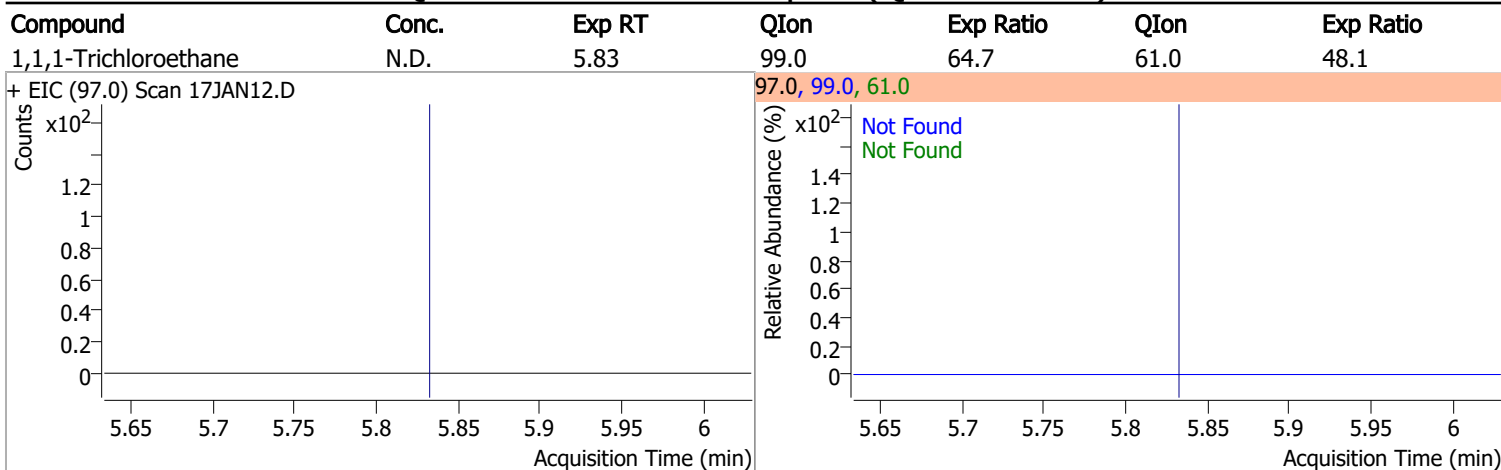 Compound Conc. Exp RT QIon Exp Ratio QIon Exp Ratio
1,1,1-Trichloroethane N.D. 5.83 99.0 64.7 61.0 48.1
+ EIC (97.0) Scan 17JAN12.D
Counts
x10²
1.2
1
0.8
0.6
0.4
0.2
0
5.65 5.7 5.75 5.8 5.85 5.9 5.95 6
Acquisition Time (min)
97.0, 99.0, 61.0
Relative Abundance (%)
x10²
Not Found
Not Found
1.4
1.2
1
0.8
0.6
0.4
0.2
0
5.65 5.7 5.75 5.8 5.85 5.9 5.95 6
Acquisition Time (min)